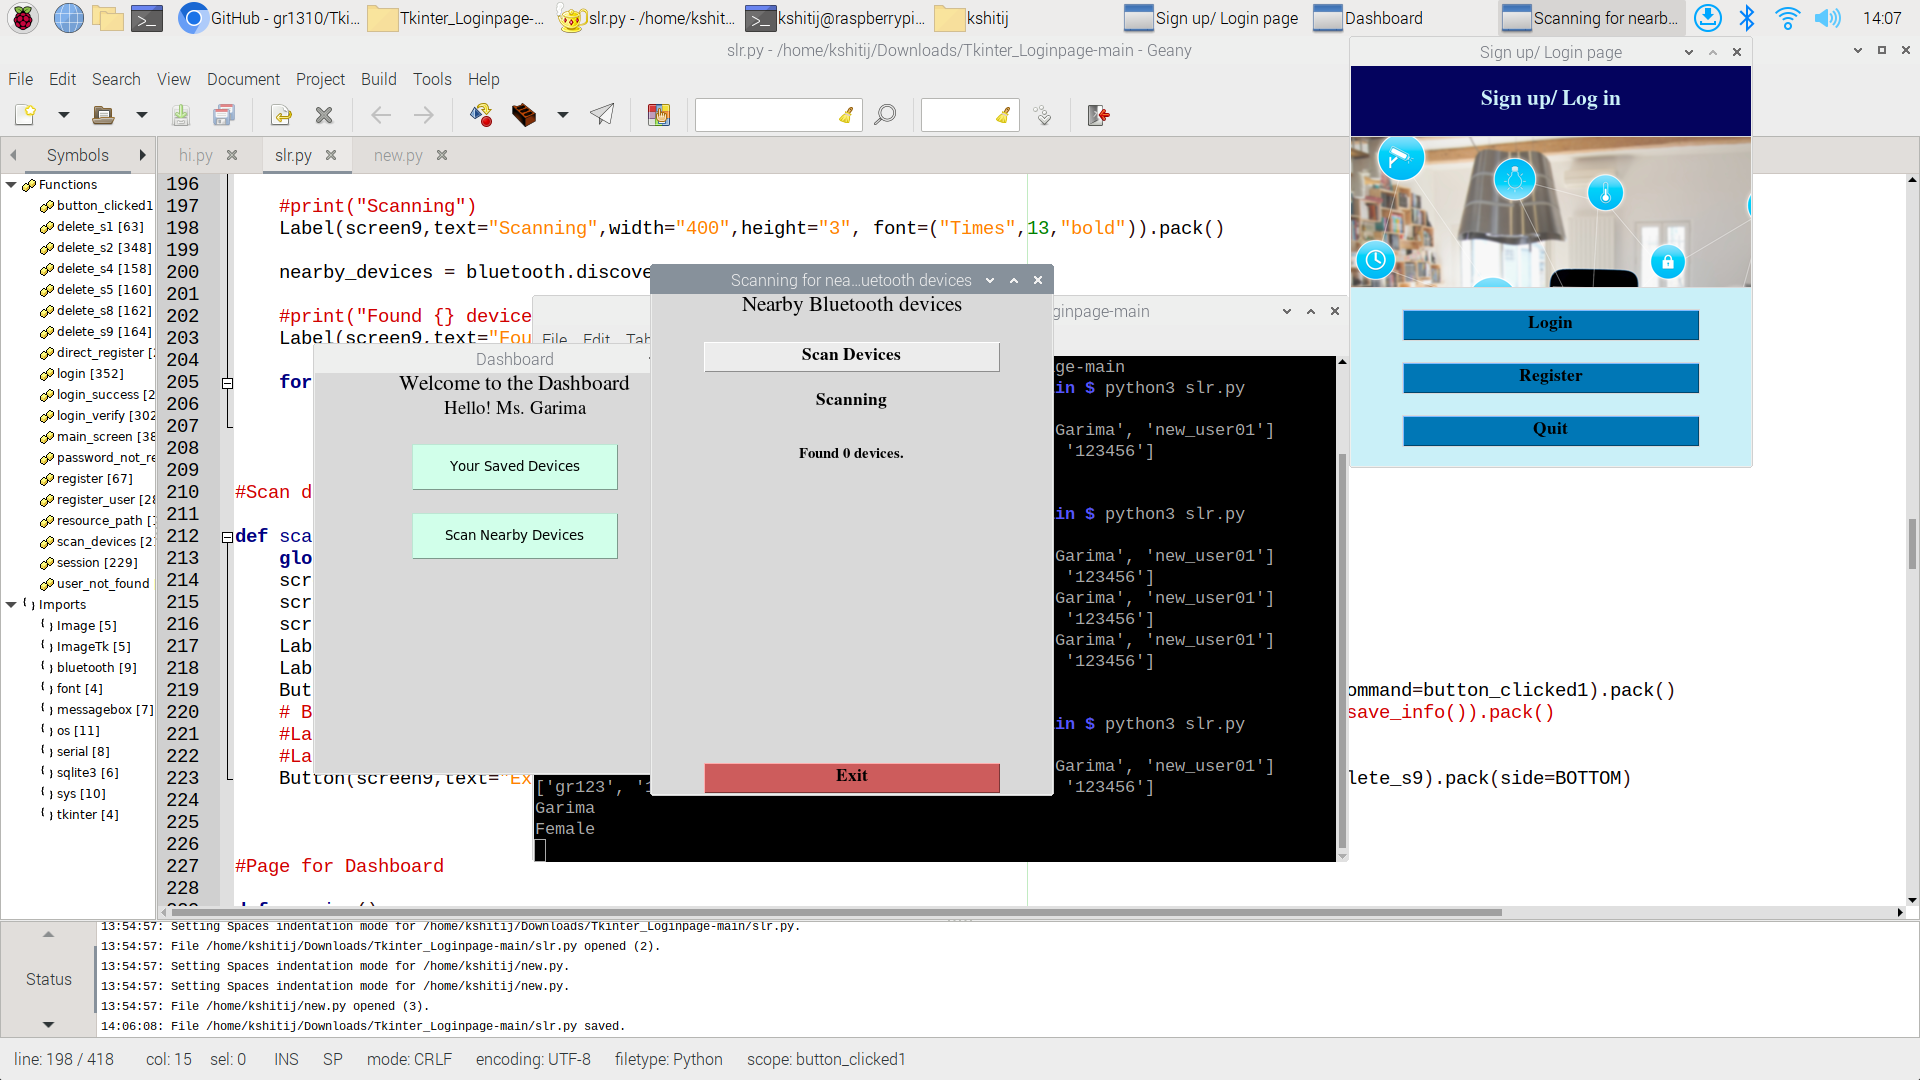 GitHub - gr1310/Tki...
Tkinter_Loginpage-...
slr.py - /home/kshit...
kshitij@raspberrypi...
kshitij
Sign up/ Login page
Dashboard
Scanning for nearb...
14:07
slr.py - /home/kshitij/Downloads/Tkinter_Loginpage-main - Geany
File Edit Search View Document Project Build Tools Help
Symbols
hi.py
slr.py
new.py
Functions
button_clicked1
delete_s1 [63]
delete_s2 [348]
delete_s4 [158]
delete_s5 [160]
delete_s8 [162]
delete_s9 [164]
direct_register [
login [352]
login_success [2
login_verify [302
main_screen [38
password_not_re
register [67]
register_user [28
resource_path [
scan_devices [2
session [229]
user_not_found
Imports
Image [5]
ImageTk [5]
bluetooth [9]
font [4]
messagebox [7]
os [11]
serial [8]
sqlite3 [6]
sys [10]
tkinter [4]
196
197 #print("Scanning")
198 Label(screen9,text="Scanning",width="400",height="3", font=("Times",13,"bold")).pack()
199
200 nearby_devices = bluetooth.discove
201
202 #print("Found {} device
203 Label(screen9,text="Fou
204
205 for
206
207
208
209
210 #Scan d
211
212 def sca
213 glo
214 scr
215 scr
216 scr
217 Lab
218 Lab
219 But ommand=button_clicked1).pack()
220 # B save_info()).pack()
221 #La
222 #La
223 Button(screen9,text="Ex lete_s9).pack(side=BOTTOM)
224
225
226
227 #Page for Dashboard
228
Dashboard
Welcome to the Dashboard
Hello! Ms. Garima
Your Saved Devices
Scan Nearby Devices
Scanning for nea...uetooth devices
Nearby Bluetooth devices
Scan Devices
Scanning
Found 0 devices.
Exit
ginpage-main
File Edit Tab
ge-main
in $ python3 slr.py
Garima', 'new_user01']
'123456']
in $ python3 slr.py
Garima', 'new_user01']
'123456']
Garima', 'new_user01']
'123456']
Garima', 'new_user01']
'123456']
in $ python3 slr.py
Garima', 'new_user01']
['gr123', '1 '123456']
Garima
Female
Sign up/ Login page
Sign up/ Log in
Login
Register
Quit
Status
13:54:57: Setting Spaces indentation mode for /home/kshitij/Downloads/Tkinter_Loginpage-main/slr.py.
13:54:57: File /home/kshitij/Downloads/Tkinter_Loginpage-main/slr.py opened (2).
13:54:57: Setting Spaces indentation mode for /home/kshitij/new.py.
13:54:57: Setting Spaces indentation mode for /home/kshitij/new.py.
13:54:57: File /home/kshitij/new.py opened (3).
14:06:08: File /home/kshitij/Downloads/Tkinter_Loginpage-main/slr.py saved.
line: 198 / 418 col: 15 sel: 0 INS SP mode: CRLF encoding: UTF-8 filetype: Python scope: button_clicked1